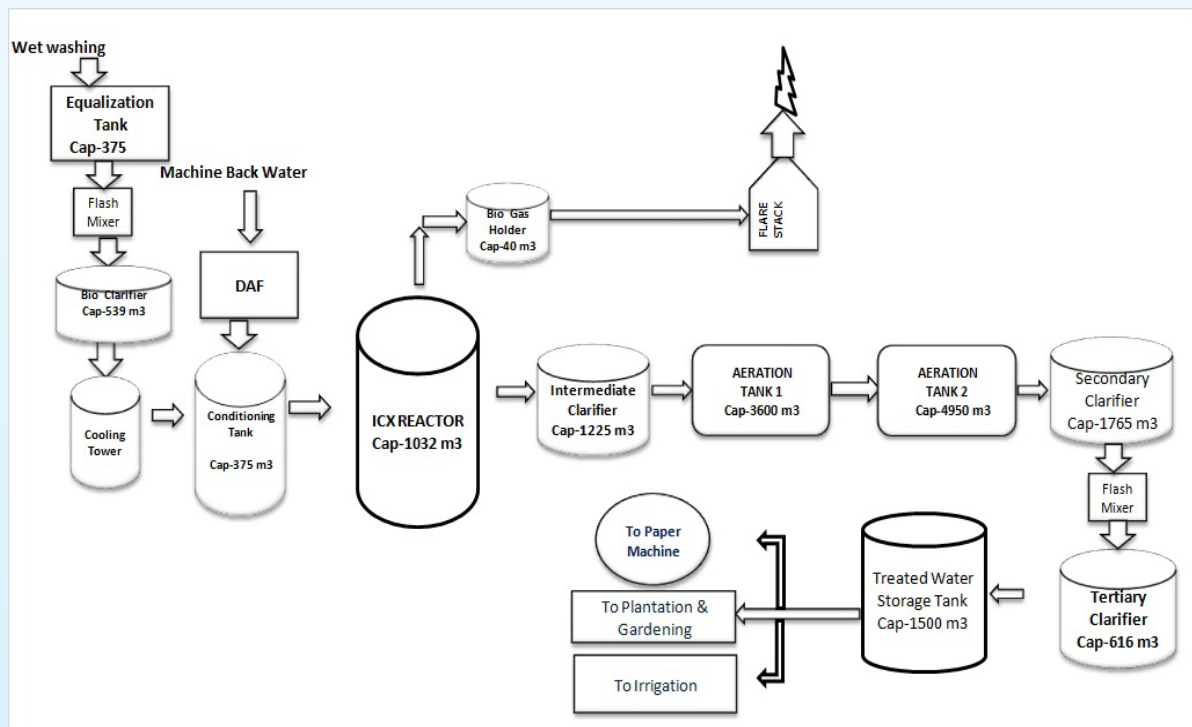 Wet washing
Equalization
Tank
Cap-375
Flash
Mixer
Bio Clarifier
Cap-539 m3
Cooling
Tower
Machine Back Water
DAF
Conditioning
Tank
Cap-375 m3
ICX REACTOR
Cap-1032 m3
Bio Gas
Holder
Cap-40 m3
FLARE
STACK
Intermediate
Clarifier
Cap-1225 m3
AERATION
TANK 1
Cap-3600 m3
AERATION
TANK 2
Cap-4950 m3
Secondary
Clarifier
Cap-1765 m3
Flash
Mixer
Tertiary
Clarifier
Cap-616 m3
Treated Water
Storage Tank
Cap-1500 m3
To Paper
Machine
To Plantation &
Gardening
To Irrigation